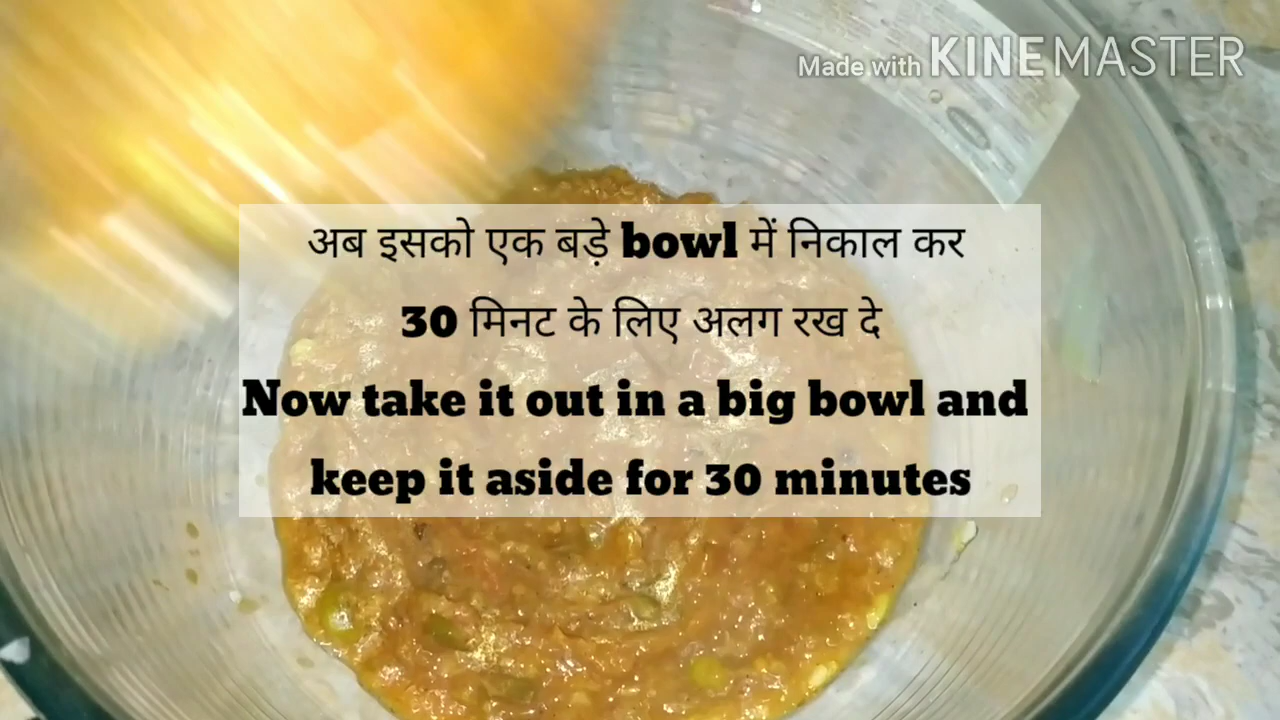 Made with KINEMASTER
अब इसको एक बड़े bowl में निकाल कर
30 मिनट के लिए अलग रख दे
Now take it out in a big bowl and
keep it aside for 30 minutes